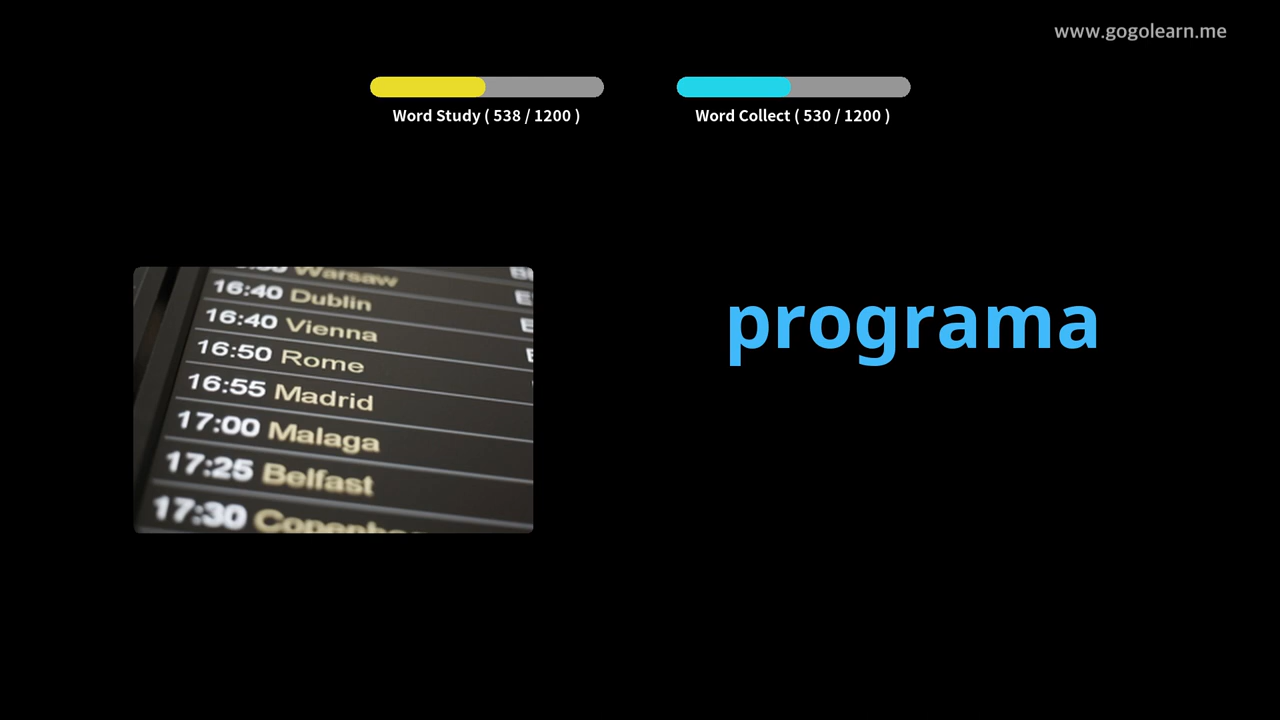 www.gogolearn.me
Word Study ( 538 / 1200 )
Word Collect ( 530 / 1200 )
Warsaw
16:40 Dublin
16:40 Vienna
16:50 Rome
16:55 Madrid
17:00 Malaga
17:25 Belfast
17:30
programa